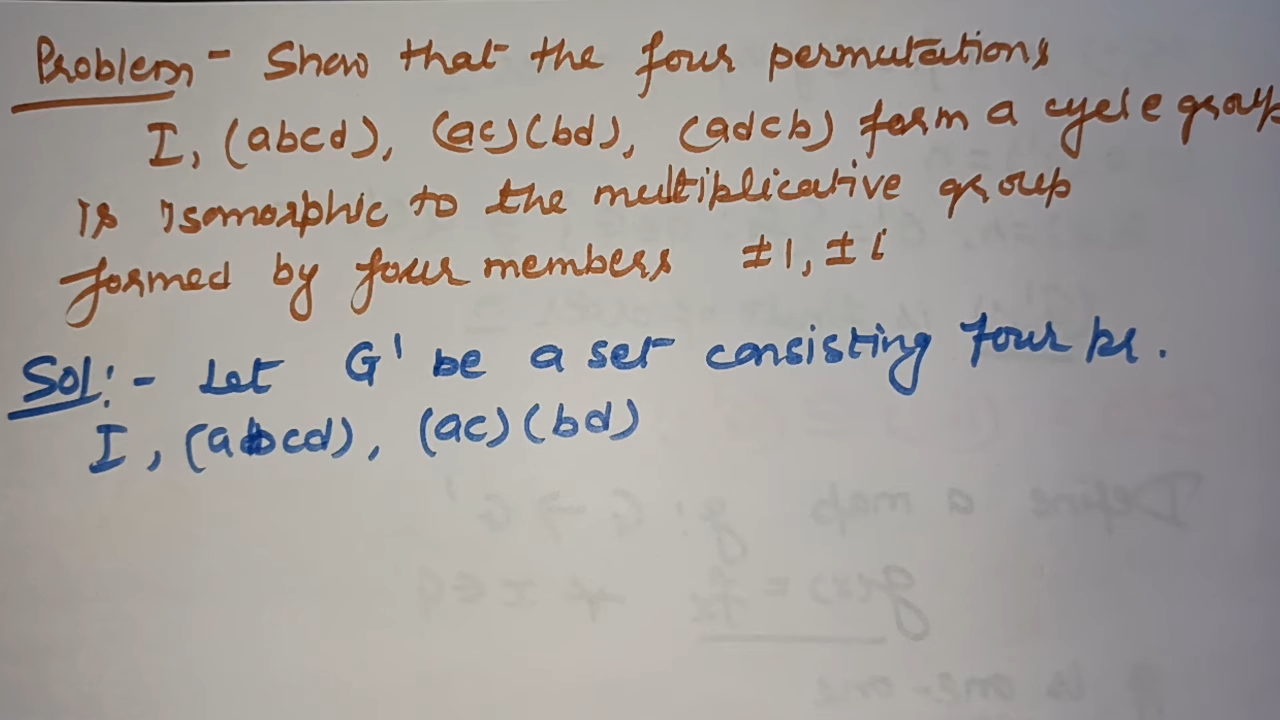 Problem - Show that the four permutations
I, (abcd), (ac)(bd), (adcb) form a cycle group
is isomorphic to the multiplicative group
formed by four members ±1, ±i
Sol:- Let G' be a set consisting four pr.
I, (abcd), (ac)(bd)